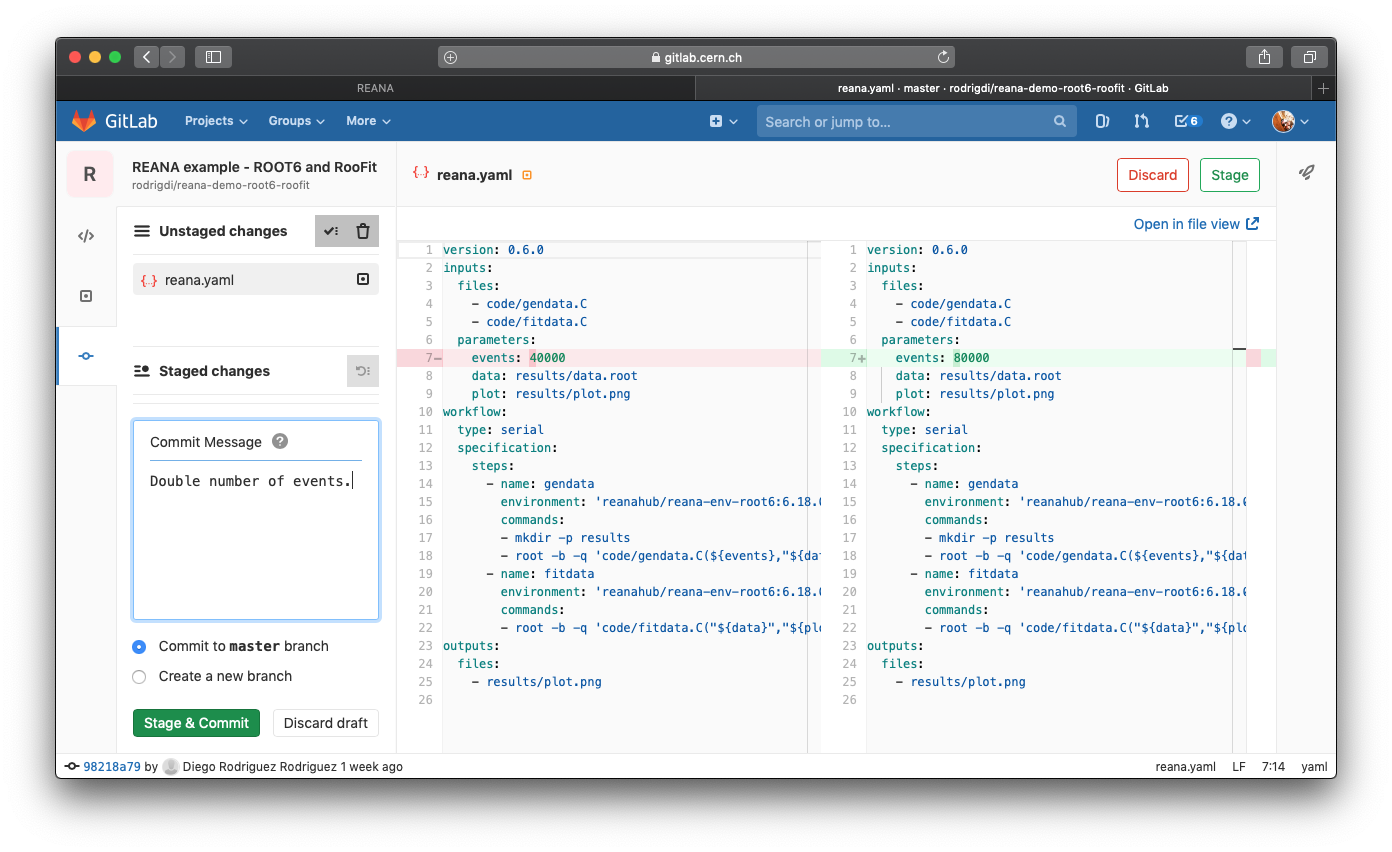 gitlab.cern.ch
REANA
reana.yaml · master · rodrigdi/reana-demo-root6-roofit · GitLab
GitLab Projects Groups More Search or jump to... 6
R
REANA example - ROOT6 and RooFit
rodrigdi/reana-demo-root6-roofit
reana.yaml
Discard
Stage
Unstaged changes
reana.yaml
Staged changes
Commit Message
Double number of events.
Commit to master branch
Create a new branch
Stage & Commit
Discard draft
Open in file view
1 version: 0.6.0
2 inputs:
3 files:
4 - code/gendata.C
5 - code/fitdata.C
6 parameters:
7- events: 40000
8 data: results/data.root
9 plot: results/plot.png
10 workflow:
11 type: serial
12 specification:
13 steps:
14 - name: gendata
15 environment: 'reanahub/reana-env-root6:6.18.
16 commands:
17 - mkdir -p results
18 - root -b -q 'code/gendata.C(${events},"${da
19 - name: fitdata
20 environment: 'reanahub/reana-env-root6:6.18.
21 commands:
22 - root -b -q 'code/fitdata.C("${data}","${pl
23 outputs:
24 files:
25 - results/plot.png
26
1 version: 0.6.0
2 inputs:
3 files:
4 - code/gendata.C
5 - code/fitdata.C
6 parameters:
7+ events: 80000
8 data: results/data.root
9 plot: results/plot.png
10 workflow:
11 type: serial
12 specification:
13 steps:
14 - name: gendata
15 environment: 'reanahub/reana-env-root6:6.18.
16 commands:
17 - mkdir -p results
18 - root -b -q 'code/gendata.C(${events},"${da
19 - name: fitdata
20 environment: 'reanahub/reana-env-root6:6.18.
21 commands:
22 - root -b -q 'code/fitdata.C("${data}","${pl
23 outputs:
24 files:
25 - results/plot.png
26
98218a79 by Diego Rodriguez Rodriguez 1 week ago
reana.yaml LF 7:14 yaml